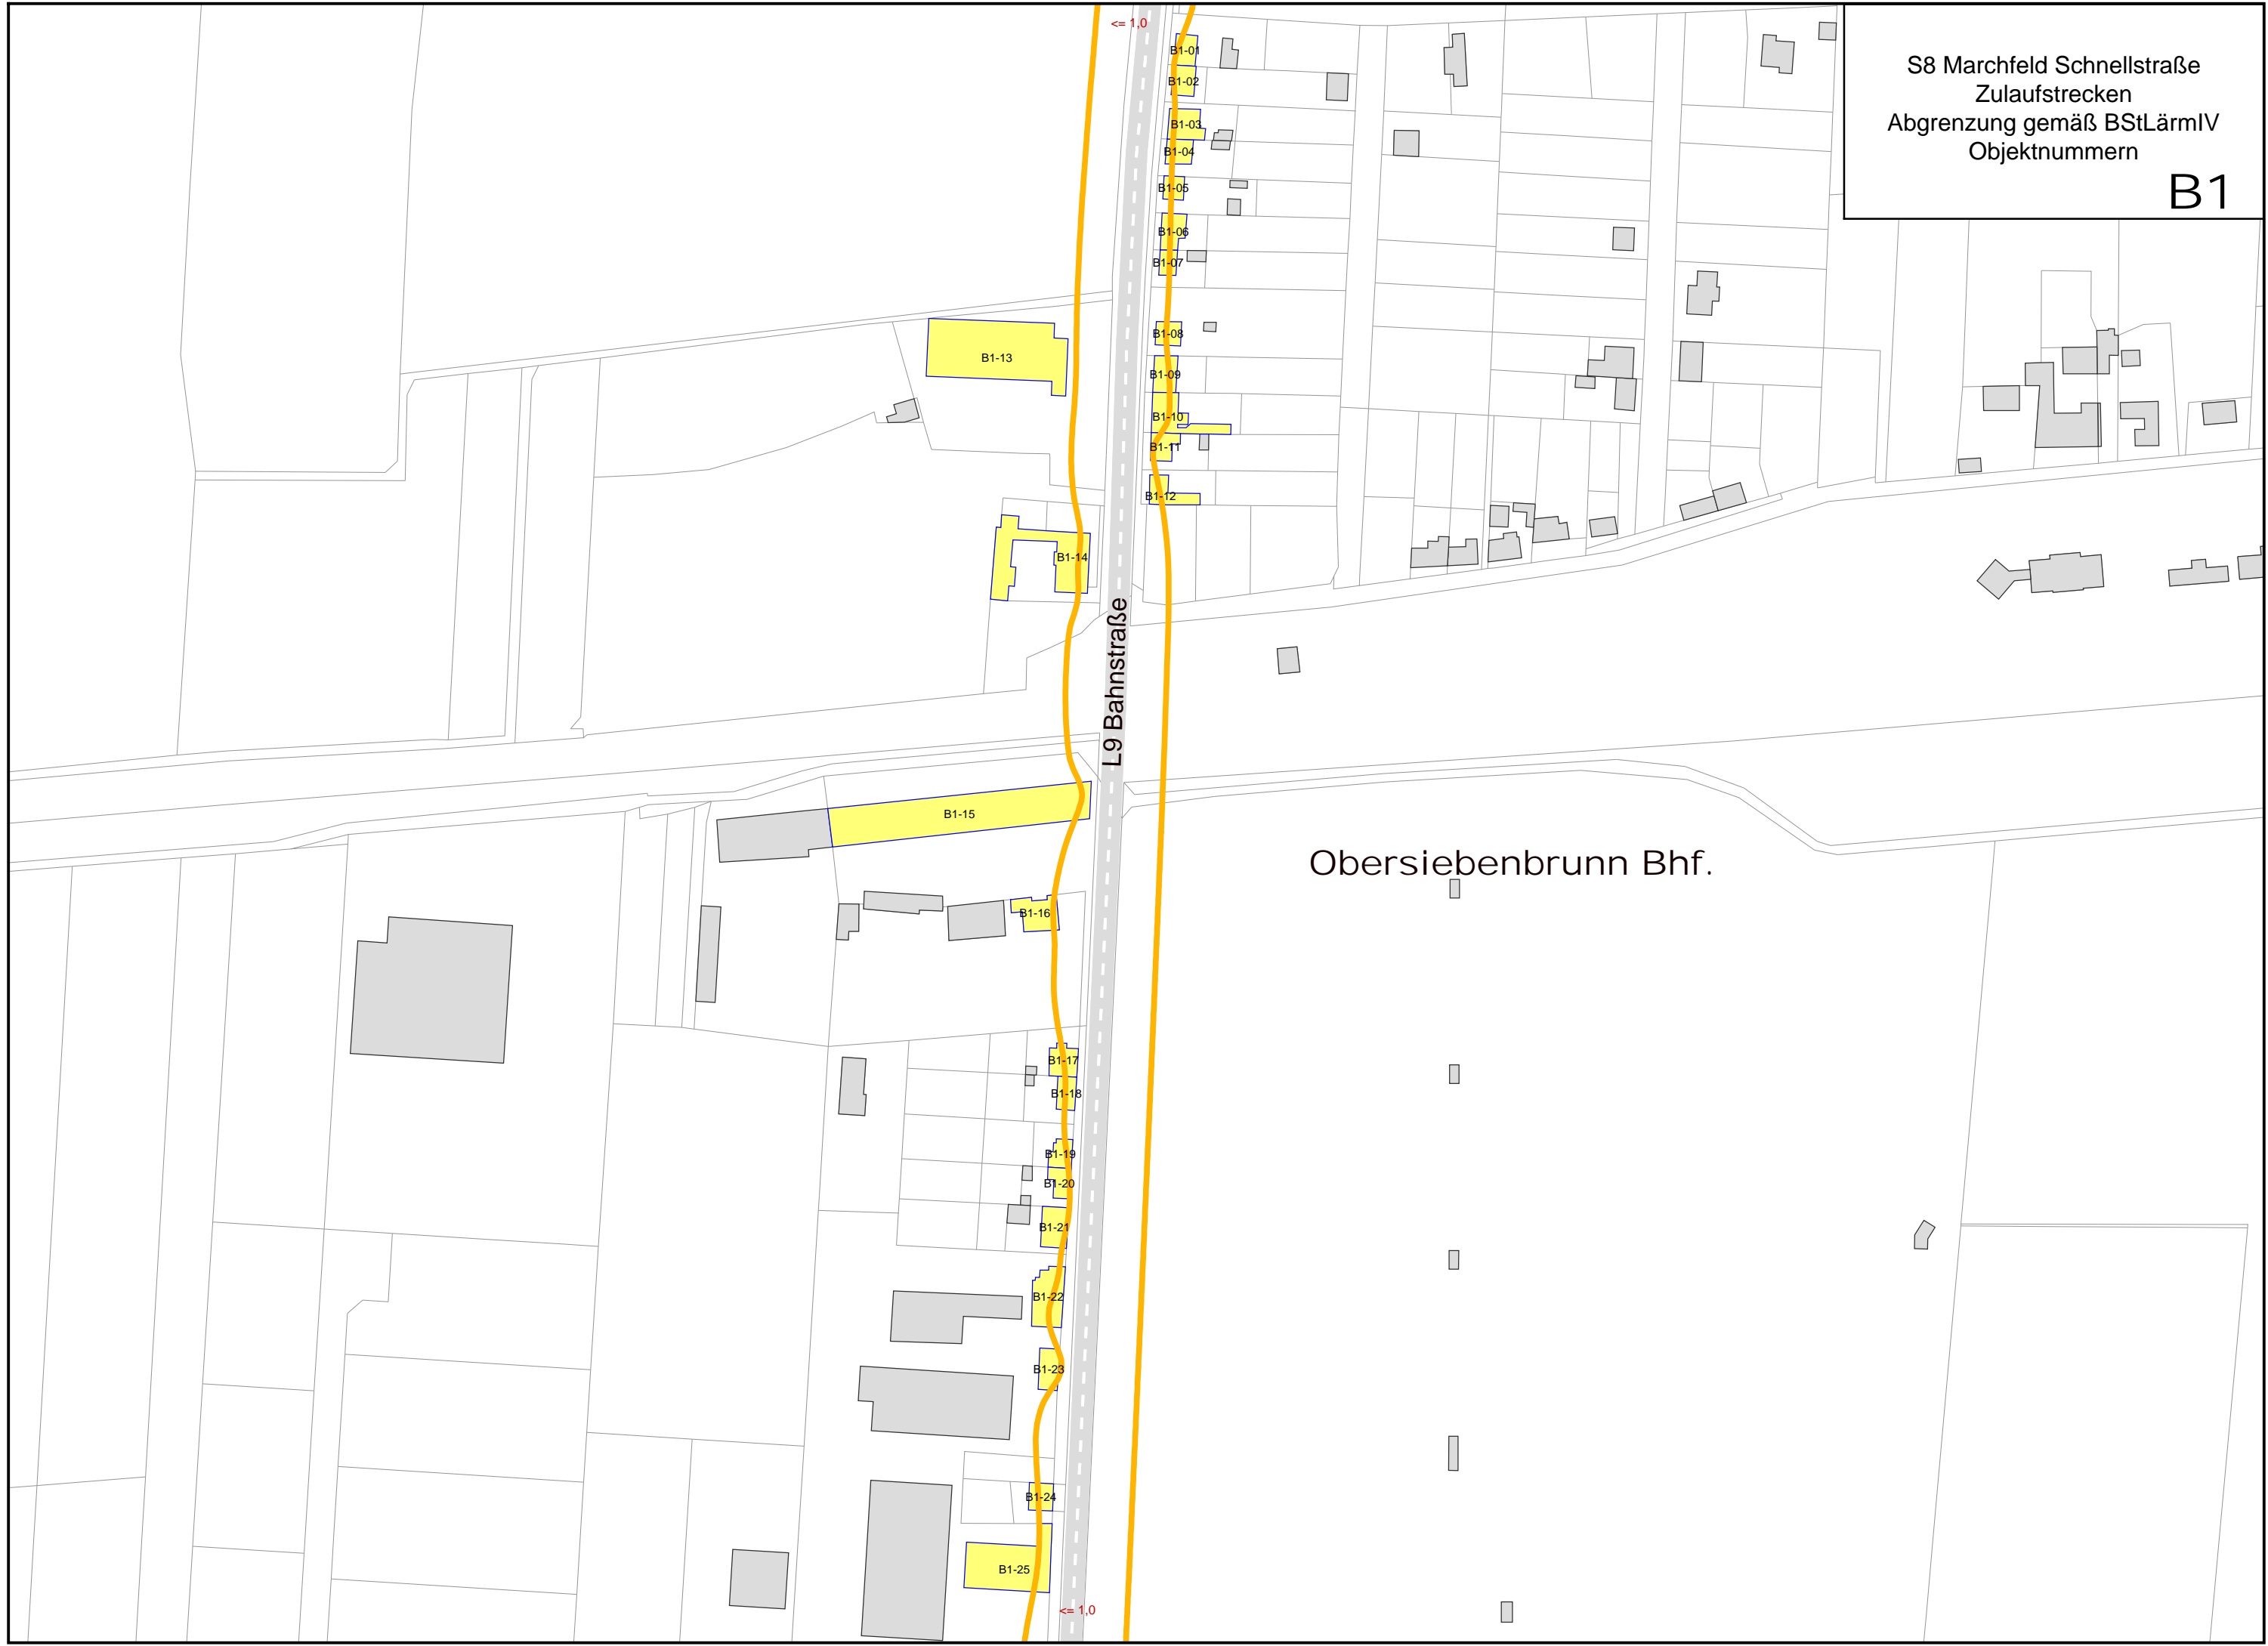 <= 1,0
S8 Marchfeld Schnellstraße
Zulaufstrecken
Abgrenzung gemäß BStLärmIV
Objektnummern
B1
B1-01
B1-02
B1-03
B1-04
B1-05
B1-06
B1-07
B1-08
B1-13
B1-09
B1-10
B1-11
B1-12
B1-14
L9 Bahnstraße
B1-15
Obersiebenbrunn Bhf.
B1-16
B1-17
B1-18
B1-19
B1-20
B1-21
B1-22
B1-23
B1-24
B1-25
<= 1,0